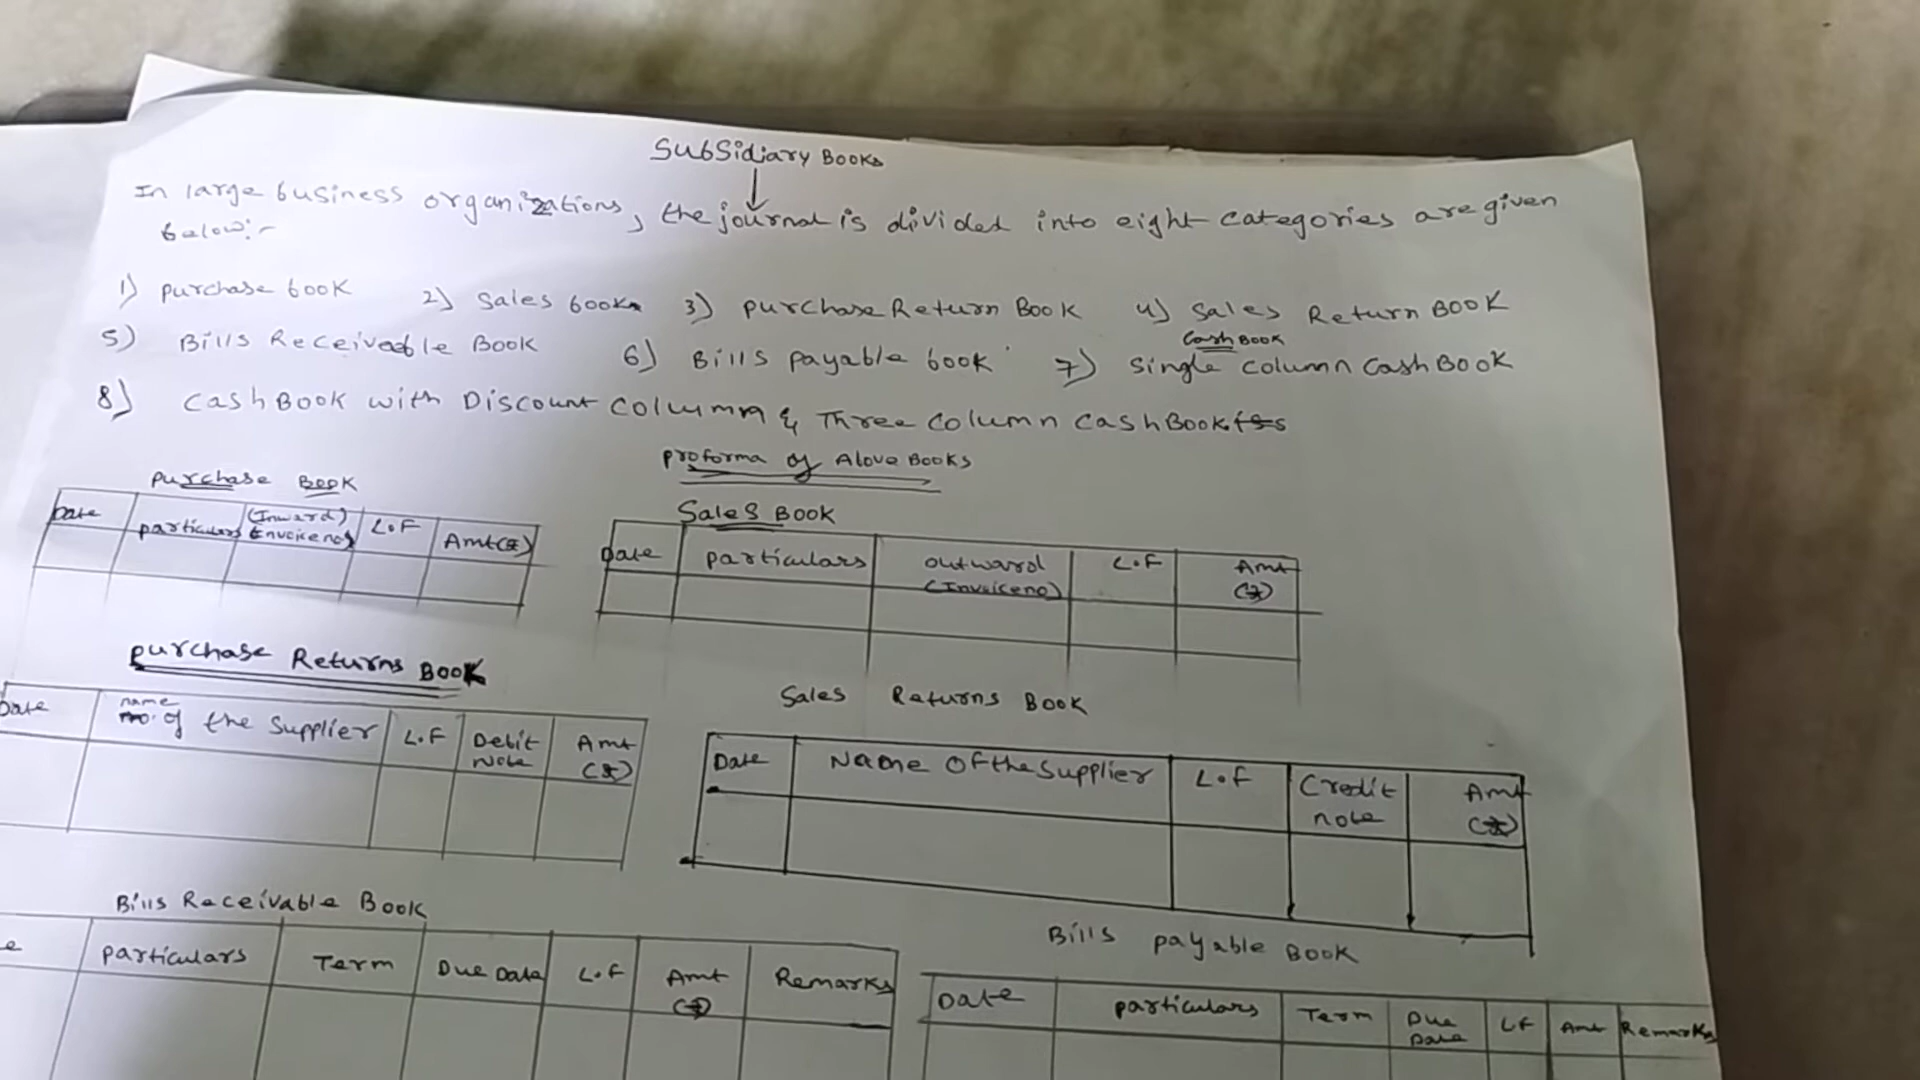 Subsidiary Books
In large business organizations, the journal is divided into eight categories are given
below:-
1) purchase book 2) Sales book 3) purchase Return Book 4) Sales Return Book
5) Bills Receivable Book 6) Bills payable book 7) Single column Cash Book
Cash Book
8) Cash Book with Discount Column & Three Column Cash Book
Proforma of Above Books
Purchase Book
Date particulars (Inward) Invoice no L.F Amt(₹)
Sales Book
Date particulars outward (Invoice no) L.F Amt (₹)
Purchase Returns Book
Date name of the Supplier L.F Debit Note Amt (₹)
Sales Returns Book
Date Name Of the Supplier L.F Credit note Amt (₹)
Bills Receivable Book
e particulars Term Due Date L.F Amt (₹) Remarks
Bills payable Book
Date particulars Term Due Date LF Amt Remarks